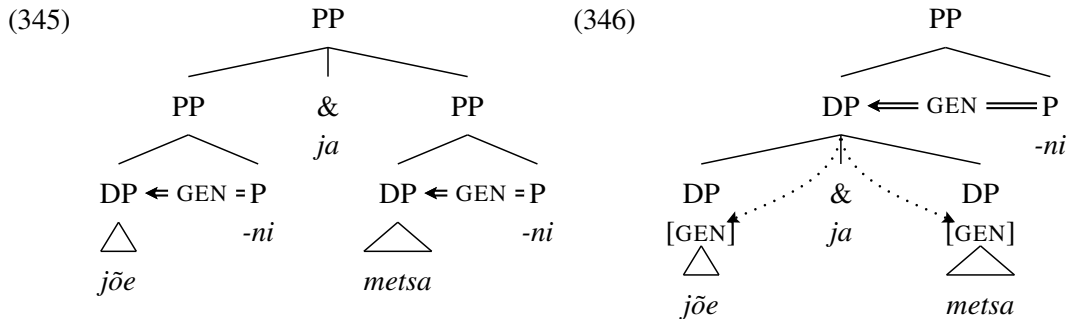 (345) PP (346) PP
PP & PP DP GEN P
ja -ni
DP GEN P DP GEN P DP & DP
-ni -ni [GEN] ja [GEN]
jõe metsa jõe metsa